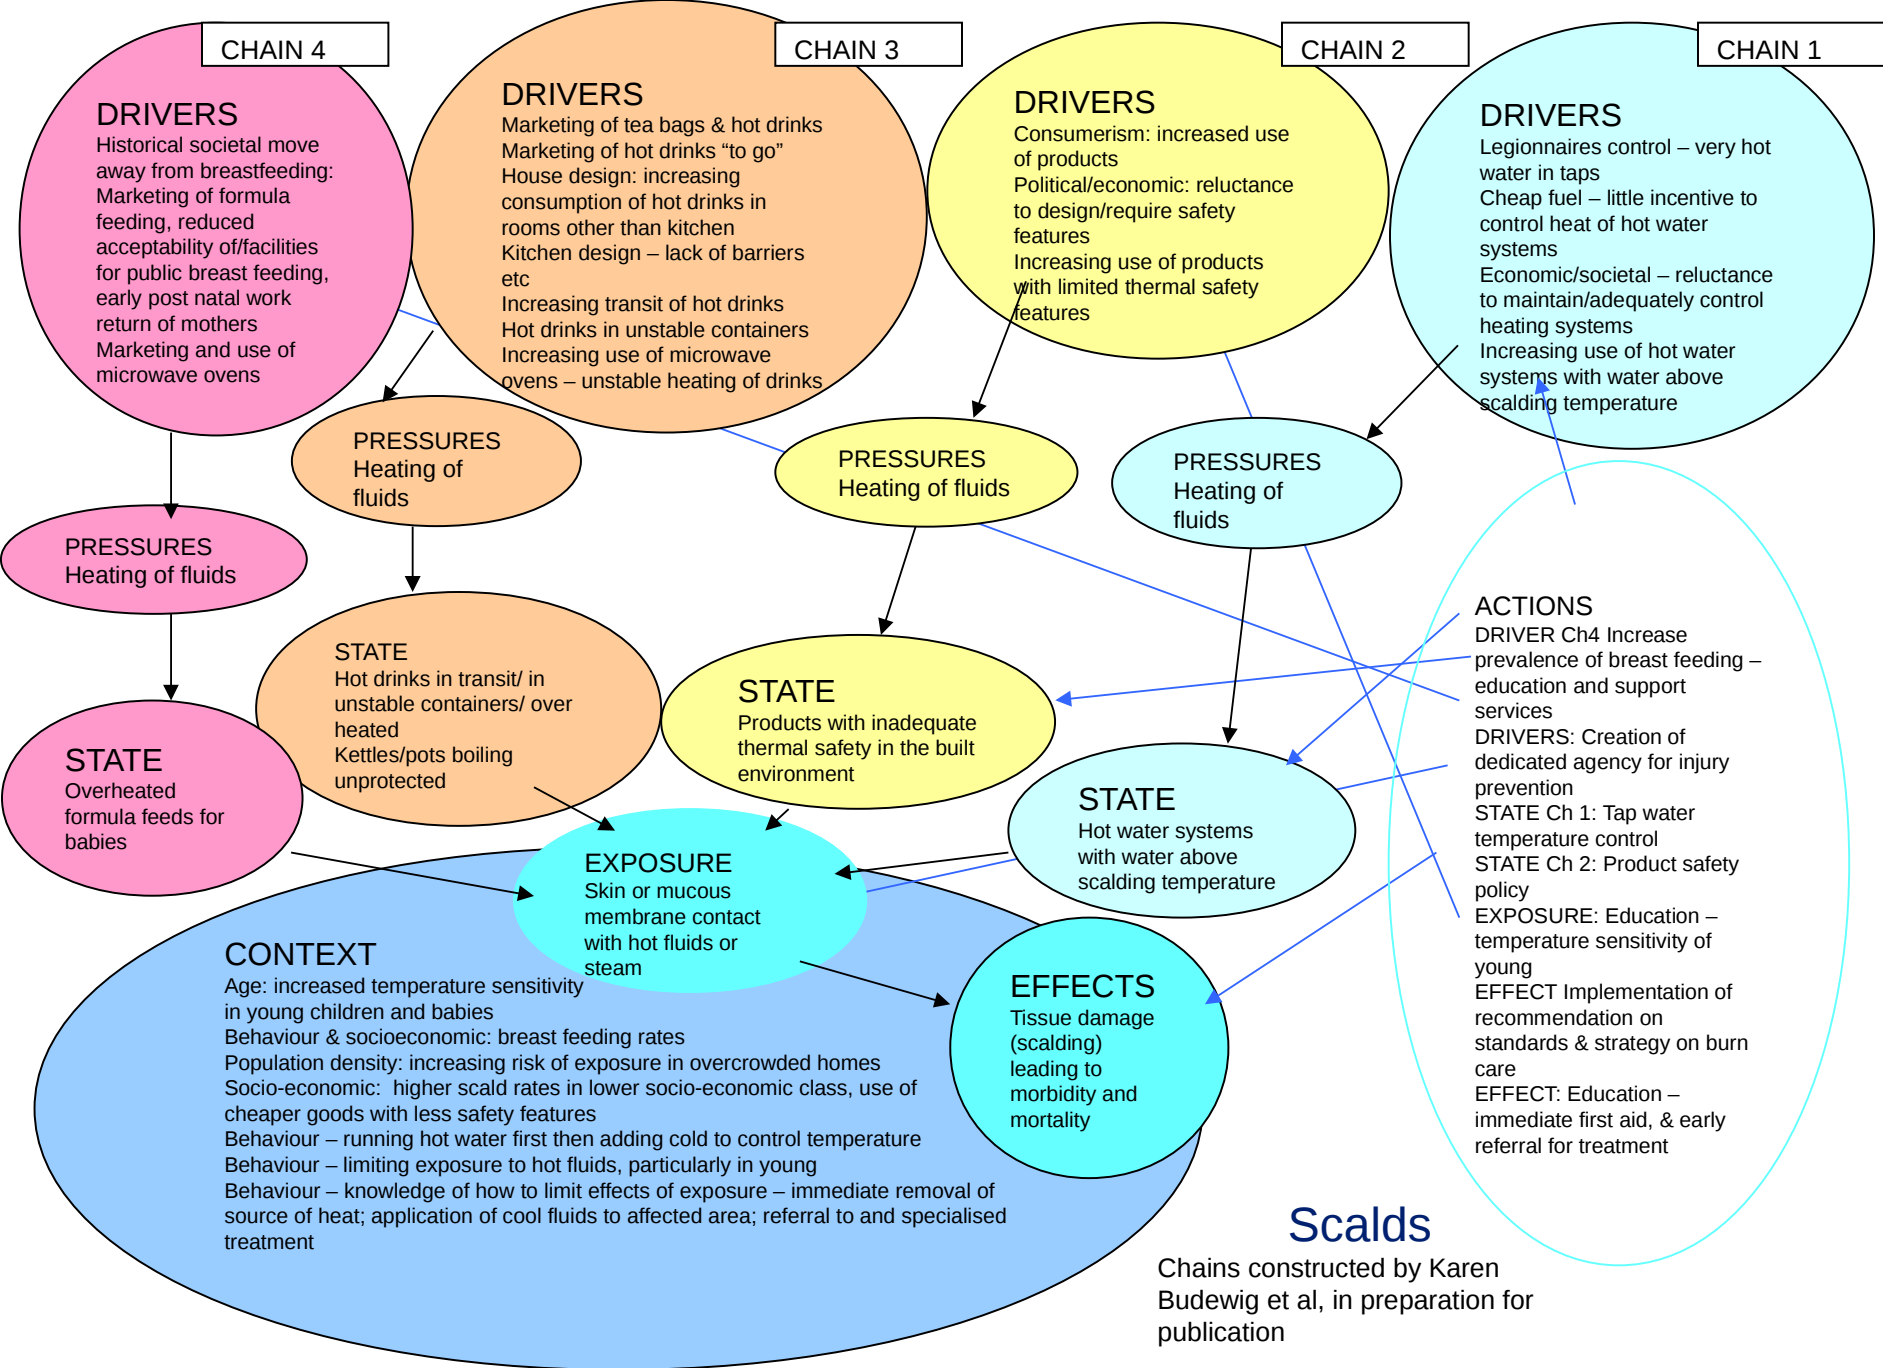 CHAIN 4
CHAIN 3
CHAIN 2
CHAIN 1
DRIVERS
Historical societal move
away from breastfeeding:
Marketing of formula
feeding, reduced
acceptability of/facilities
for public breast feeding,
early post natal work
return of mothers
Marketing and use of
microwave ovens
DRIVERS
Marketing of tea bags & hot drinks
Marketing of hot drinks “to go”
House design: increasing
consumption of hot drinks in
rooms other than kitchen
Kitchen design – lack of barriers
etc
Increasing transit of hot drinks
Hot drinks in unstable containers
Increasing use of microwave
ovens – unstable heating of drinks
DRIVERS
Consumerism: increased use
of products
Political/economic: reluctance
to design/require safety
features
Increasing use of products
with limited thermal safety
features
DRIVERS
Legionnaires control – very hot
water in taps
Cheap fuel – little incentive to
control heat of hot water
systems
Economic/societal – reluctance
to maintain/adequately control
heating systems
Increasing use of hot water
systems with water above
scalding temperature
PRESSURES
Heating of fluids
PRESSURES
Heating of
fluids
PRESSURES
Heating of fluids
PRESSURES
Heating of
fluids
STATE
Overheated
formula feeds for
babies
STATE
Hot drinks in transit/ in
unstable containers/ over
heated
Kettles/pots boiling
unprotected
STATE
Products with inadequate
thermal safety in the built
environment
STATE
Hot water systems
with water above
scalding temperature
EXPOSURE
Skin or mucous
membrane contact
with hot fluids or
steam
CONTEXT
Age: increased temperature sensitivity
in young children and babies
Behaviour & socioeconomic: breast feeding rates
Population density: increasing risk of exposure in overcrowded homes
Socio-economic:  higher scald rates in lower socio-economic class, use of
cheaper goods with less safety features
Behaviour – running hot water first then adding cold to control temperature
Behaviour – limiting exposure to hot fluids, particularly in young
Behaviour – knowledge of how to limit effects of exposure – immediate removal of
source of heat; application of cool fluids to affected area; referral to and specialised
treatment
EFFECTS
Tissue damage
(scalding)
leading to
morbidity and
mortality
ACTIONS
DRIVER Ch4 Increase
prevalence of breast feeding –
education and support
services
DRIVERS: Creation of
dedicated agency for injury
prevention
STATE Ch 1: Tap water
temperature control
STATE Ch 2: Product safety
policy
EXPOSURE: Education –
temperature sensitivity of
young
EFFECT Implementation of
recommendation on
standards & strategy on burn
care
EFFECT: Education –
immediate first aid, & early
referral for treatment
Scalds
Chains constructed by Karen
Budewig et al, in preparation for
publication